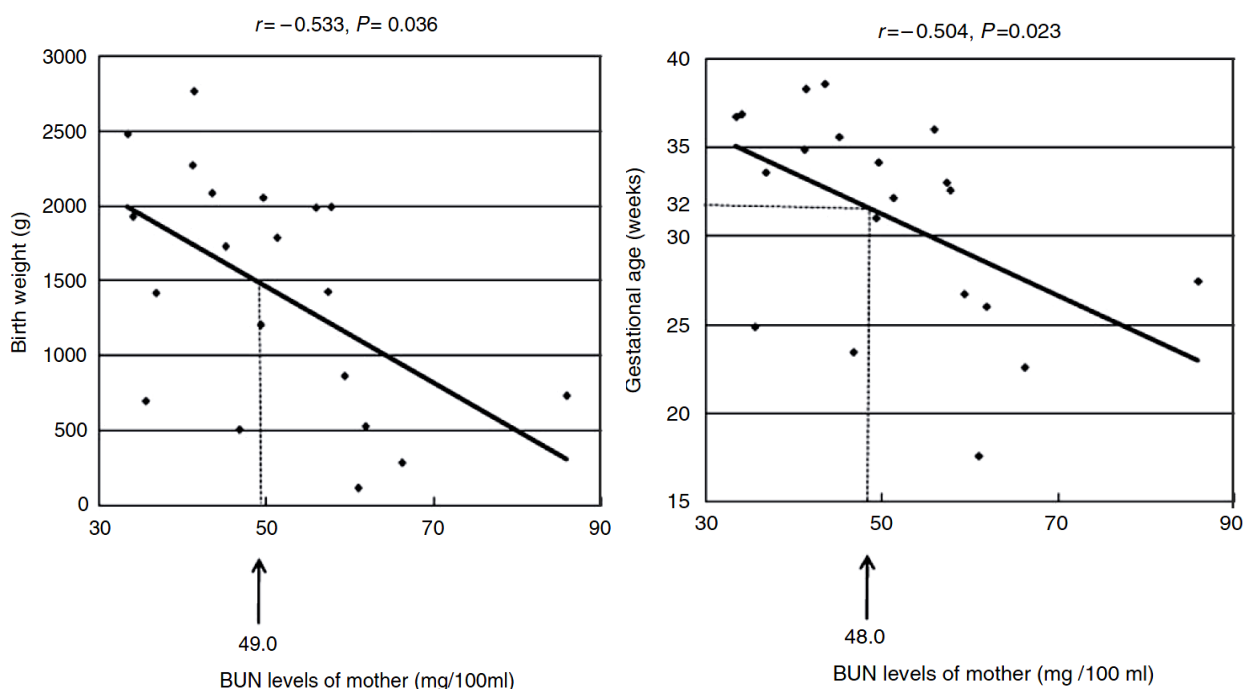 r=−0.533, P= 0.036
3000
2500
2000
1500
1000
500
0
Birth weight (g)
30 50 70 90
49.0
BUN levels of mother (mg/100ml)
r=−0.504, P=0.023
40
35
32
30
25
20
15
Gestational age (weeks)
30 50 70 90
48.0
BUN levels of mother (mg /100 ml)